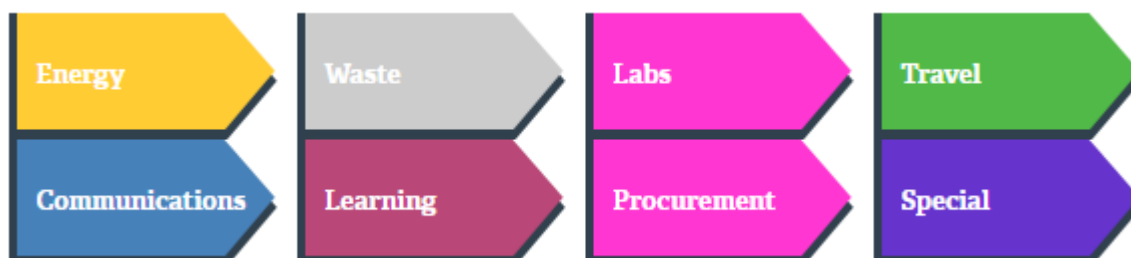 Energy
Waste
Labs
Travel
Communications
Learning
Procurement
Special